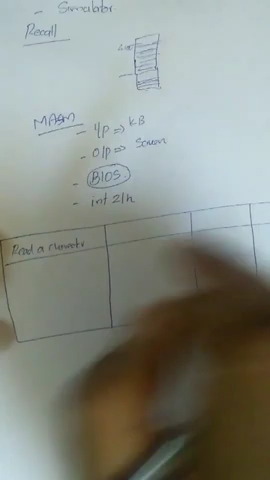 - Simulator
Recall
MASM
- i/p => KB
- o/p => Screen
- BIOS
- int 21h
Read a character